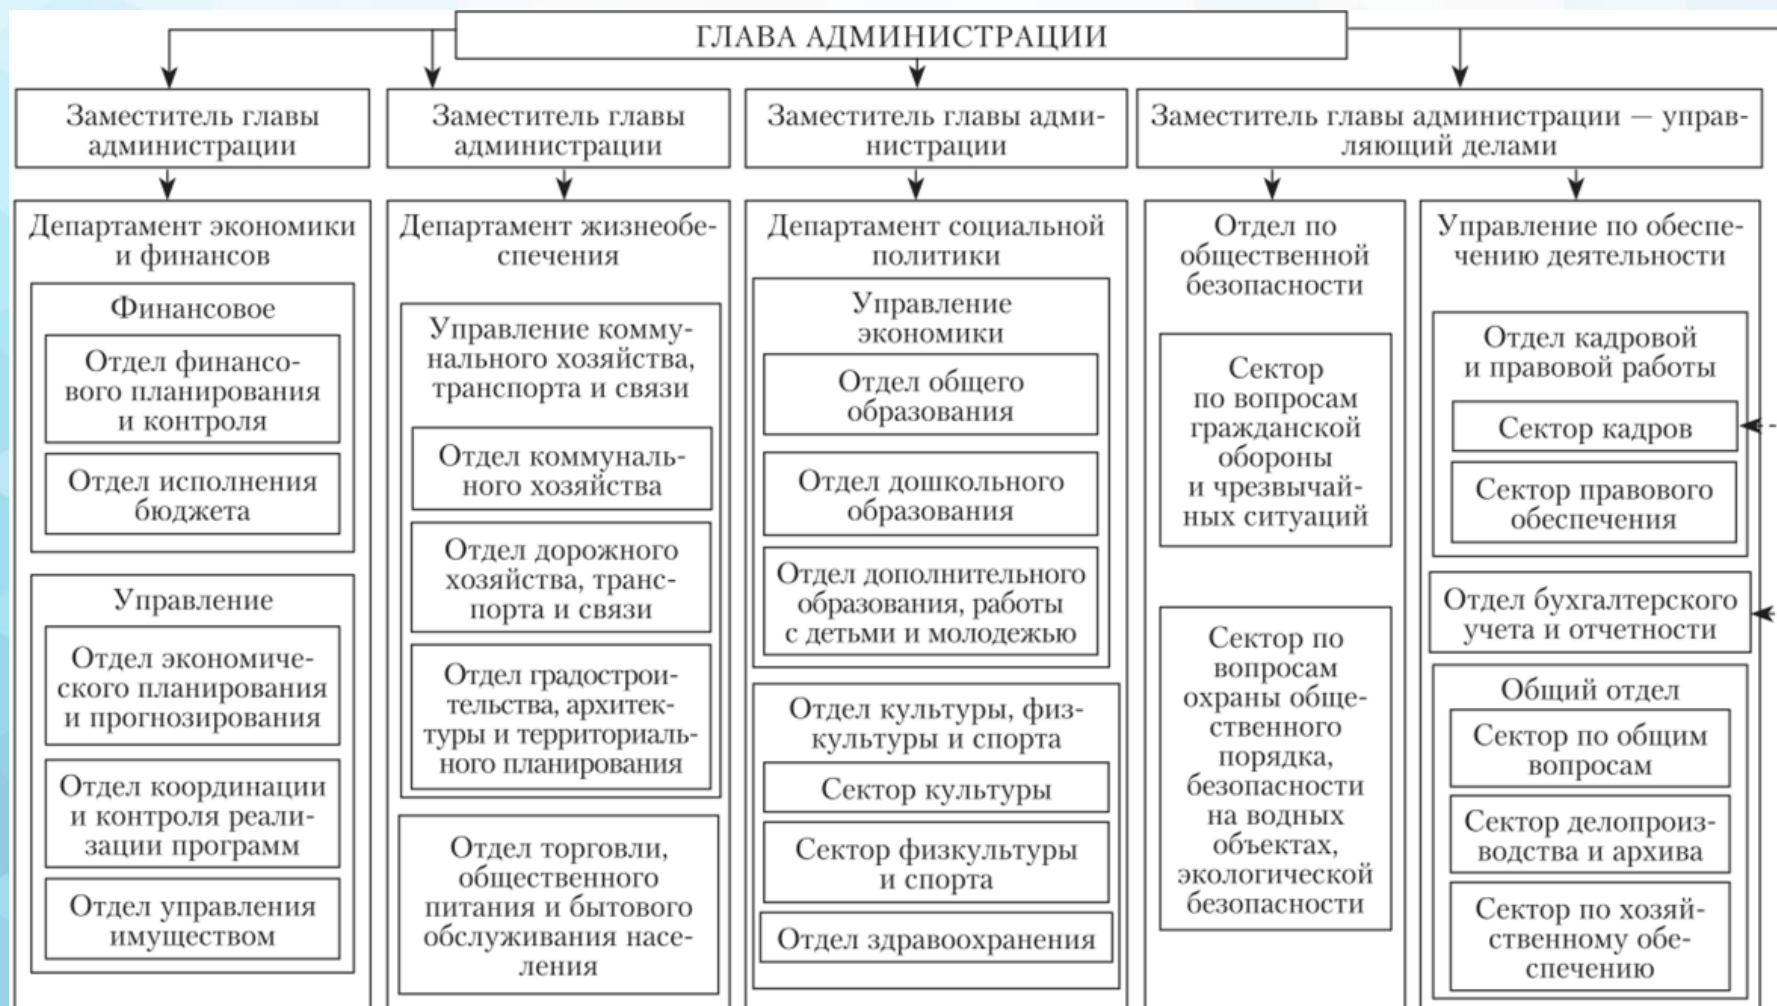 ГЛАВА АДМИНИСТРАЦИИ
Заместитель главы
администрации
Заместитель главы
администрации
Заместитель главы адми-
нистрации
Заместитель главы администрации — управ-
ляющий делами
Департамент экономики
и финансов
Финансовое
Отдел финансо-
вого планирования
и контроля
Отдел исполнения
бюджета
Управление
Отдел экономиче-
ского планирования
и прогнозирования
Отдел координации
и контроля реали-
зации программ
Отдел управления
имуществом
Департамент жизнеобе-
спечения
Управление комму-
нального хозяйства,
транспорта и связи
Отдел коммуналь-
ного хозяйства
Отдел дорожного
хозяйства, транс-
порта и связи
Отдел градострои-
тельства, архитек-
туры и территориаль-
ного планирования
Отдел торговли,
общественного
питания и бытового
обслуживания насе-
ления
Департамент социальной
политики
Управление
экономики
Отдел общего
образования
Отдел дошкольного
образования
Отдел дополнительного
образования, работы
с детьми и молодежью
Отдел культуры, физ-
культуры и спорта
Сектор культуры
Сектор физкультуры
и спорта
Отдел здравоохранения
Отдел по
общественной
безопасности
Сектор
по вопросам
гражданской
обороны
и чрезвычай-
ных ситуаций
Сектор по
вопросам
охраны обще-
ственного
порядка,
безопасности
на водных
объектах,
экологической
безопасности
Управление по обеспе-
чению деятельности
Отдел кадровой
и правовой работы
Сектор кадров
Сектор правового
обеспечения
Отдел бухгалтерского
учета и отчетности
Общий отдел
Сектор по общим
вопросам
Сектор делопроиз-
водства и архива
Сектор по хозяй-
ственному обе-
спечению